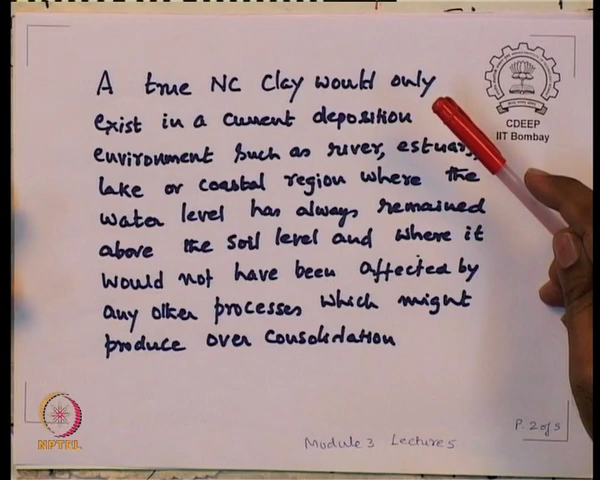 A true NC Clay would only
exist in a current deposition
environment such as river, estuary,
lake or coastal region where the
water level has always remained
above the soil level and where it
would not have been affected by
any other processes which might
produce over consolidation
CDEEP
IIT Bombay
NPTEL
P. 2 of 5
Module 3 Lecture 5